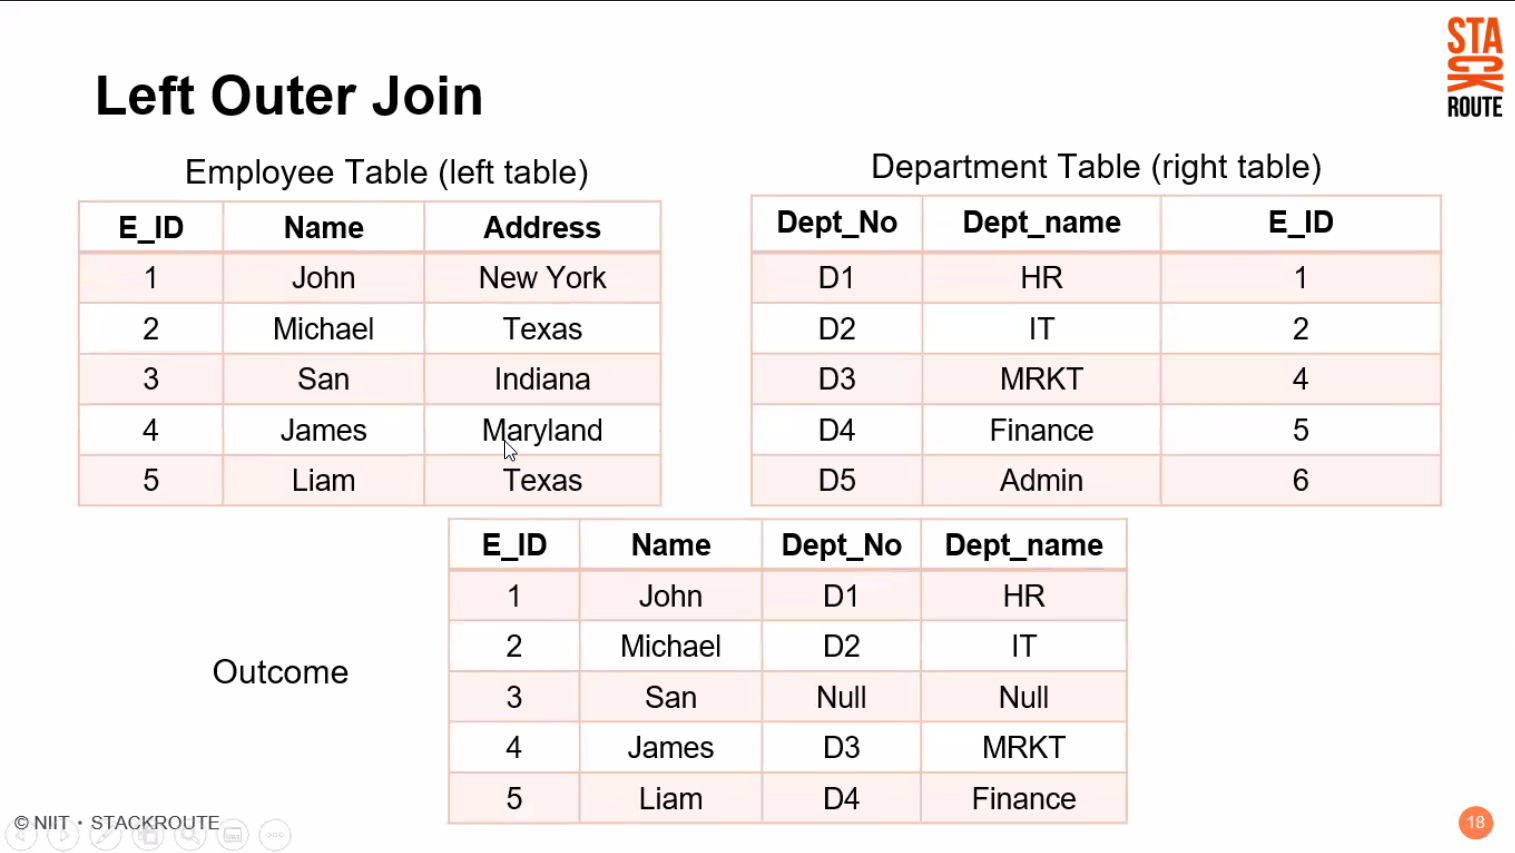 STA
CK
ROUTE
Left Outer Join
Employee Table (left table)
E_ID Name Address
1 John New York
2 Michael Texas
3 San Indiana
4 James Maryland
5 Liam Texas
Department Table (right table)
Dept_No Dept_name E_ID
D1 HR 1
D2 IT 2
D3 MRKT 4
D4 Finance 5
D5 Admin 6
Outcome
E_ID Name Dept_No Dept_name
1 John D1 HR
2 Michael D2 IT
3 San Null Null
4 James D3 MRKT
5 Liam D4 Finance
© NIIT • STACKROUTE
18